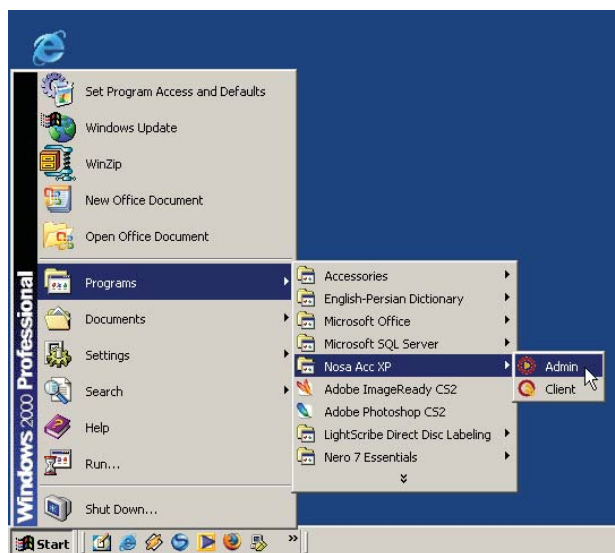 Set Program Access and Defaults
Windows Update
WinZip
New Office Document
Open Office Document
Programs
Documents
Settings
Search
Help
Run...
Shut Down...
Windows 2000 Professional
Accessories
English-Persian Dictionary
Microsoft Office
Microsoft SQL Server
Nosa Acc XP
Adobe ImageReady CS2
Adobe Photoshop CS2
LightScribe Direct Disc Labeling
Nero 7 Essentials
Admin
Client
Start